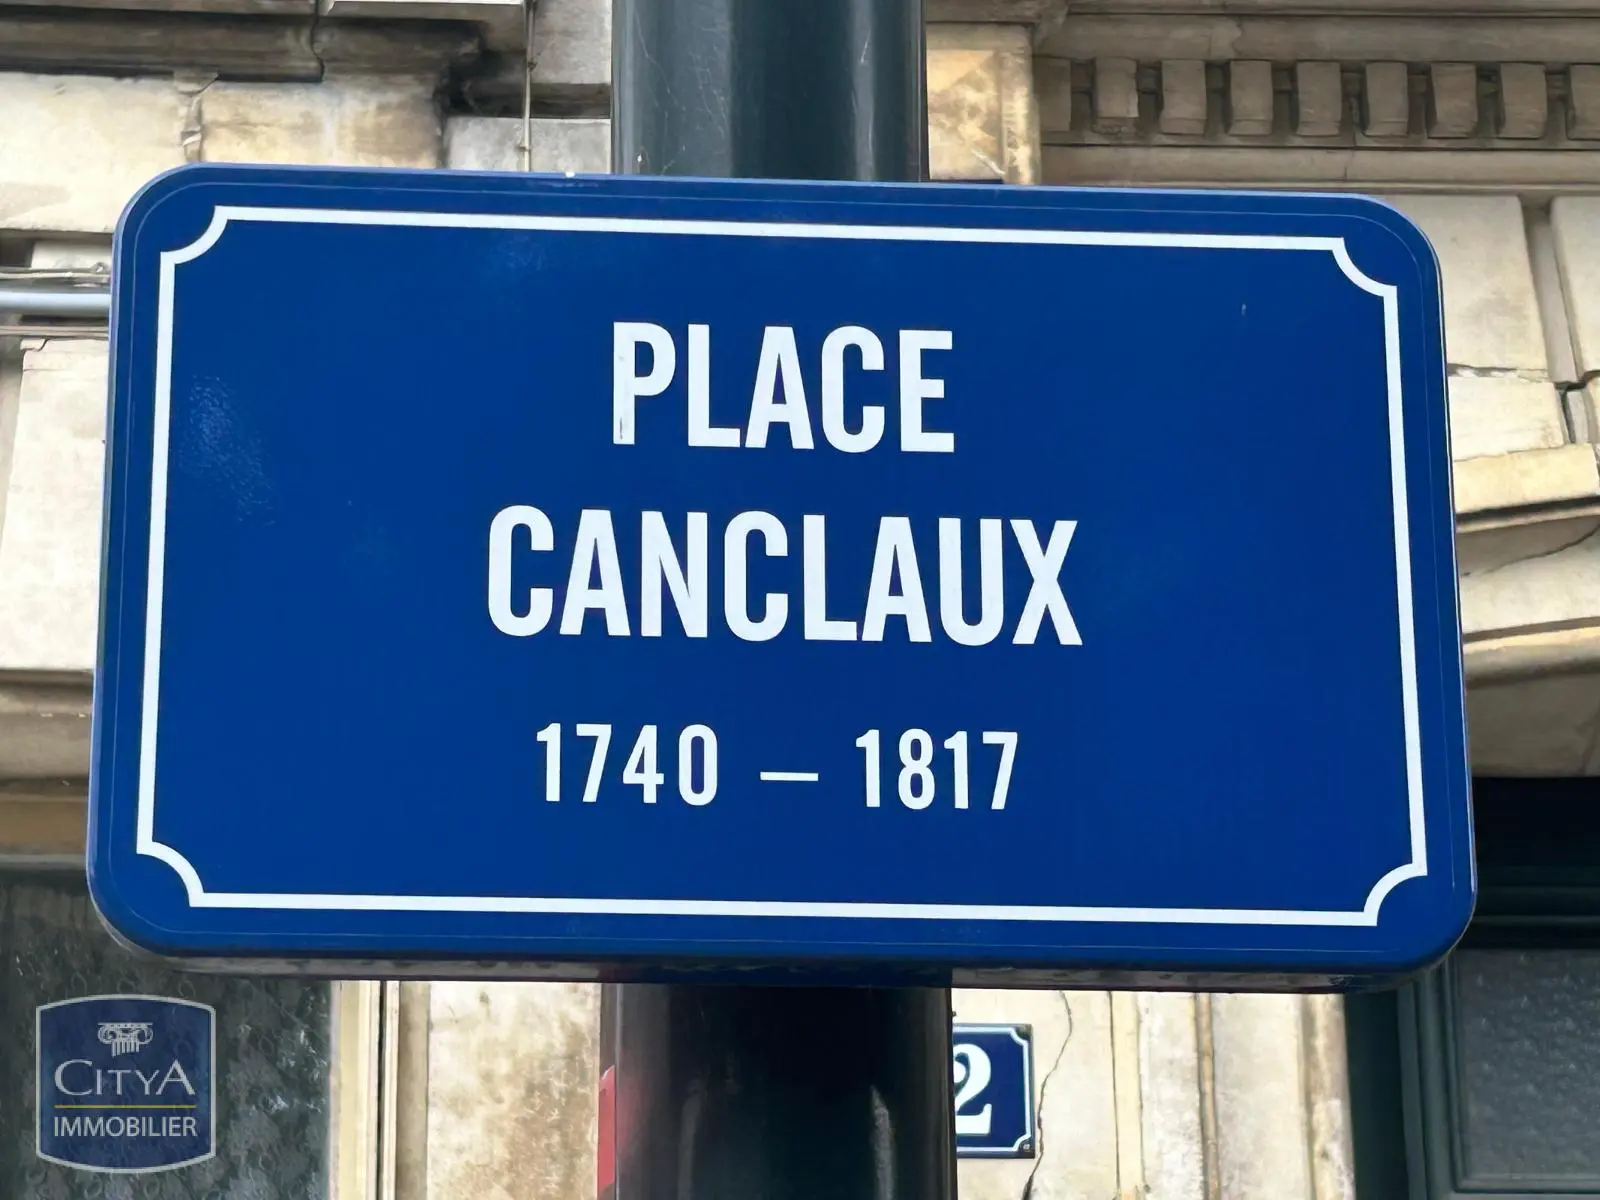 PLACE
CANCLAUX
1740 – 1817
2
CITYA
IMMOBILIER